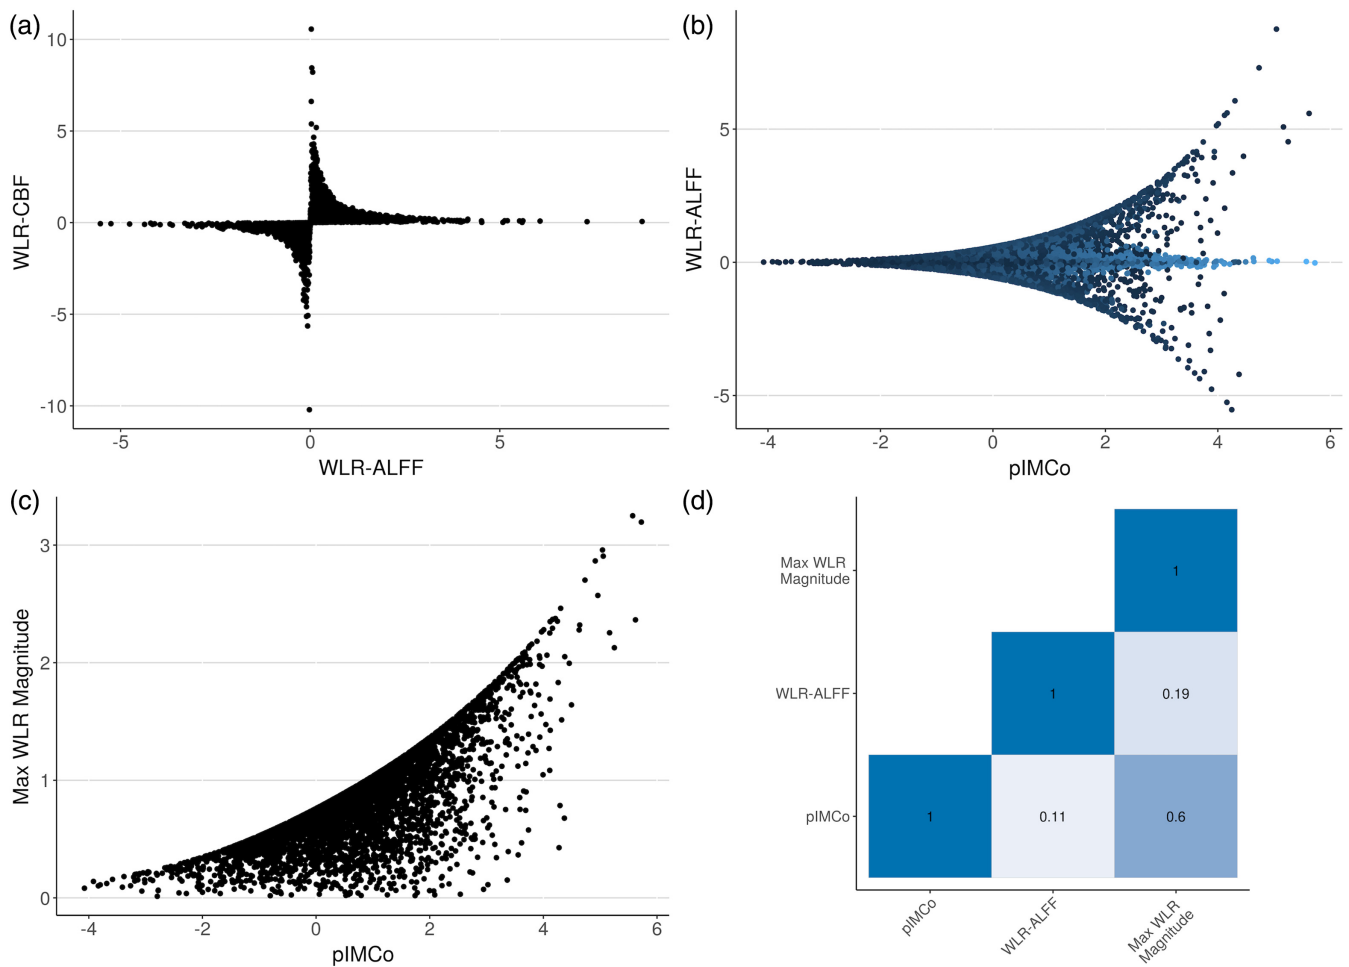 (a)
10
5
0
-5
-10
WLR-CBF
-5 0 5
WLR-ALFF
(b)
5
0
-5
WLR-ALFF
-4 -2 0 2 4 6
pIMCo
(c)
3
2
1
0
Max WLR Magnitude
-4 -2 0 2 4 6
pIMCo
(d)
Max WLR
Magnitude
1
WLR-ALFF
1 0.19
pIMCo
1 0.11 0.6
pIMCo
WLR-ALFF
Max WLR
Magnitude